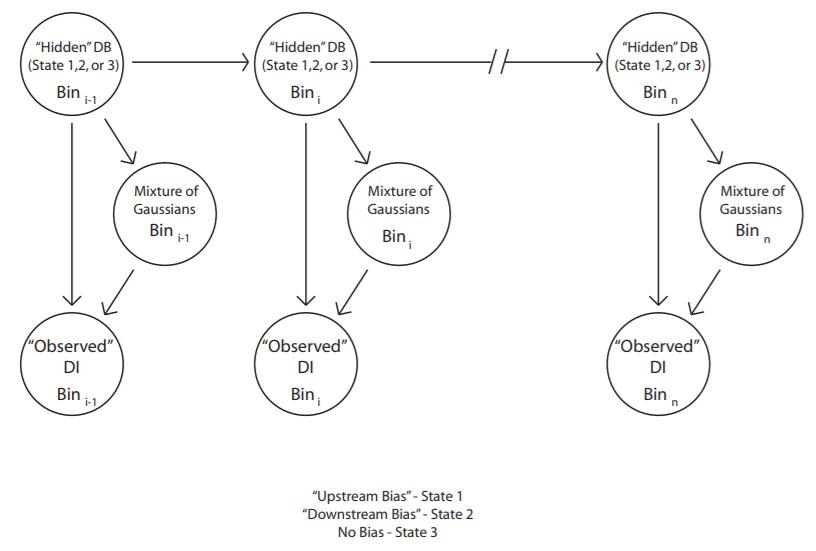 “Hidden” DB
(State 1,2, or 3)
Bin i-1
“Hidden” DB
(State 1,2, or 3)
Bin i
“Hidden” DB
(State 1,2, or 3)
Bin n
Mixture of
Gaussians
Bin i-1
Mixture of
Gaussians
Bin i
Mixture of
Gaussians
Bin n
“Observed”
DI
Bin i-1
“Observed”
DI
Bin i
“Observed”
DI
Bin n
“Upstream Bias” - State 1
“Downstream Bias” - State 2
No Bias - State 3